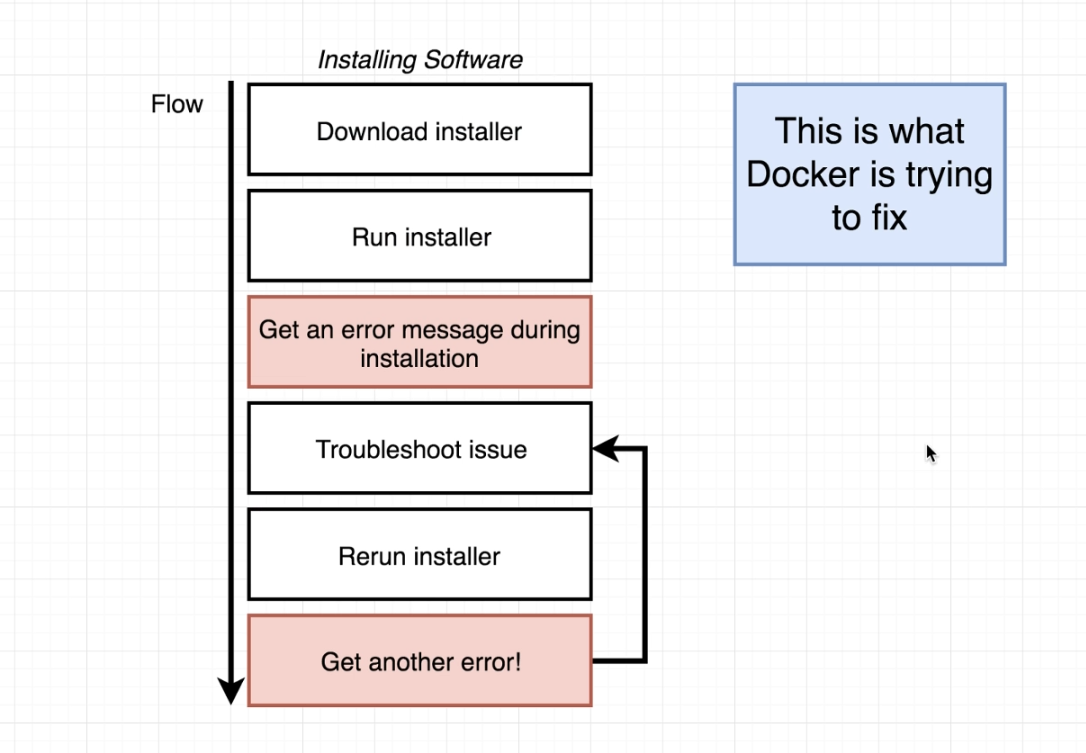 Installing Software
Flow
Download installer
Run installer
Get an error message during
installation
Troubleshoot issue
Rerun installer
Get another error!
This is what
Docker is trying
to fix